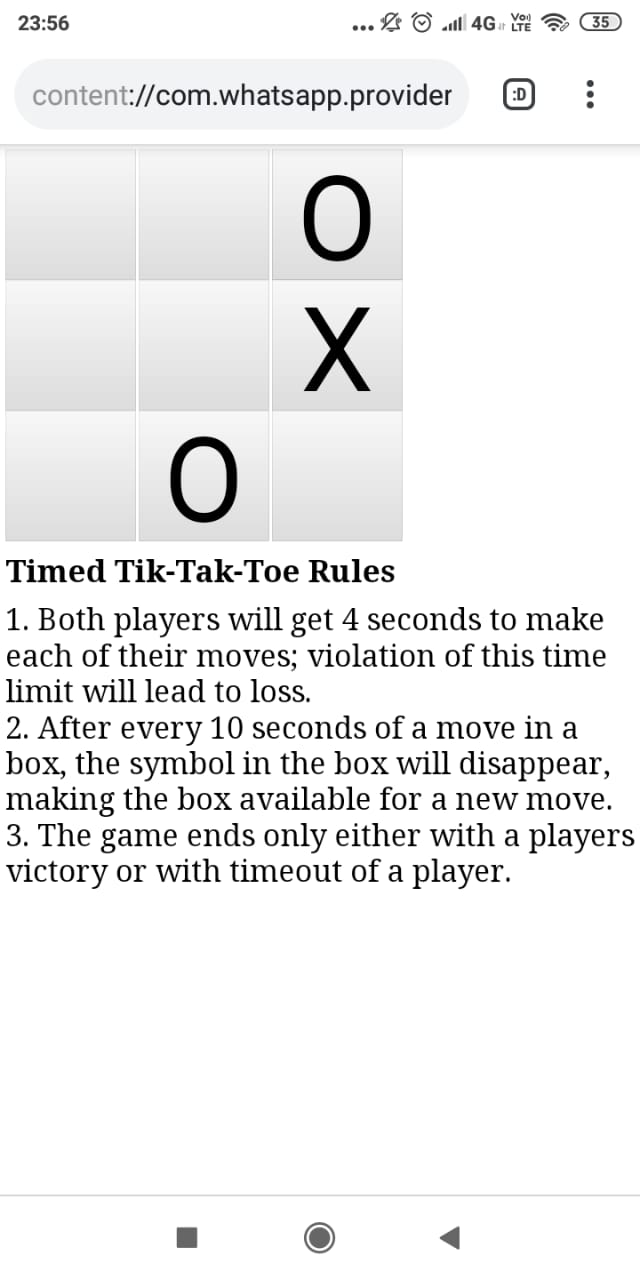 23:56
... 4G Vo) LTE 35
content://com.whatsapp.provider :D
O
X
O
Timed Tik-Tak-Toe Rules
1. Both players will get 4 seconds to make
each of their moves; violation of this time
limit will lead to loss.
2. After every 10 seconds of a move in a
box, the symbol in the box will disappear,
making the box available for a new move.
3. The game ends only either with a players
victory or with timeout of a player.